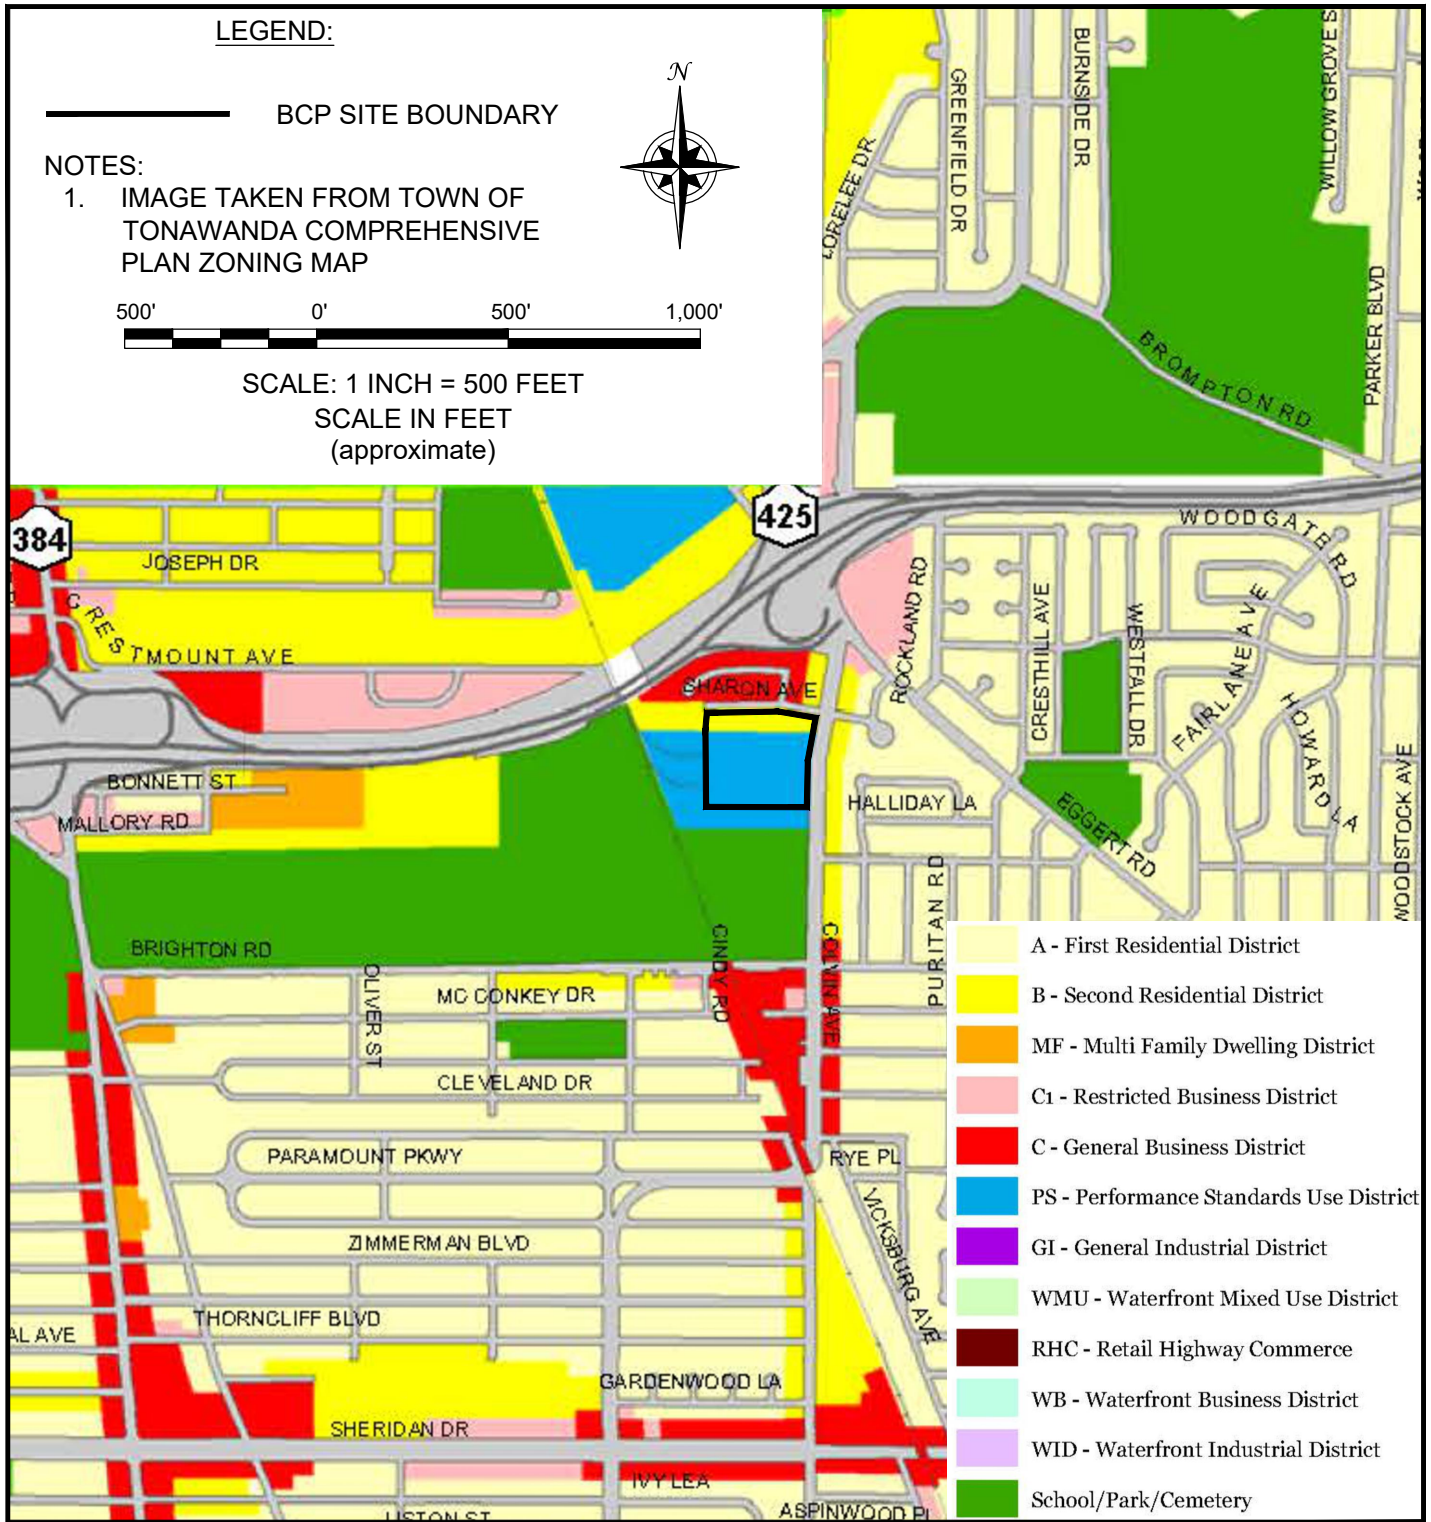 LEGEND:
BCP SITE BOUNDARY
N
NOTES:
1. IMAGE TAKEN FROM TOWN OF
TONAWANDA COMPREHENSIVE
PLAN ZONING MAP
500' 0' 500' 1,000'
SCALE: 1 INCH = 500 FEET
SCALE IN FEET
(approximate)
LORELEE DR
GREENFIELD DR
BURNSIDE DR
WILLOW GROVE S
PARKER BLVD
BROMPTON RD
384
425
JOSEPH DR
CRESTMOUNT AVE
WOODGATE RD
ROCKLAND RD
CRESTHILL AVE
WESTFALL DR
FAIRLANE AVE
HOWARD LA
SHARON AVE
BONNETT ST
MALLORY RD
HALLIDAY LA
EGGERT RD
WOODSTOCK AVE
PURITAN RD
BRIGHTON RD
CINDY RD
COLVIN AVE
OLIVER ST
MC CONKEY DR
CLEVELAND DR
PARAMOUNT PKWY
RYE PL
VICKSBURG AVE
ZIMMERMAN BLVD
THORNCLIFF BLVD
AL AVE
GARDENWOOD LA
SHERIDAN DR
IVY LEA
ASPINWOOD PL
A - First Residential District
B - Second Residential District
MF - Multi Family Dwelling District
C1 - Restricted Business District
C - General Business District
PS - Performance Standards Use District
GI - General Industrial District
WMU - Waterfront Mixed Use District
RHC - Retail Highway Commerce
WB - Waterfront Business District
WID - Waterfront Industrial District
School/Park/Cemetery